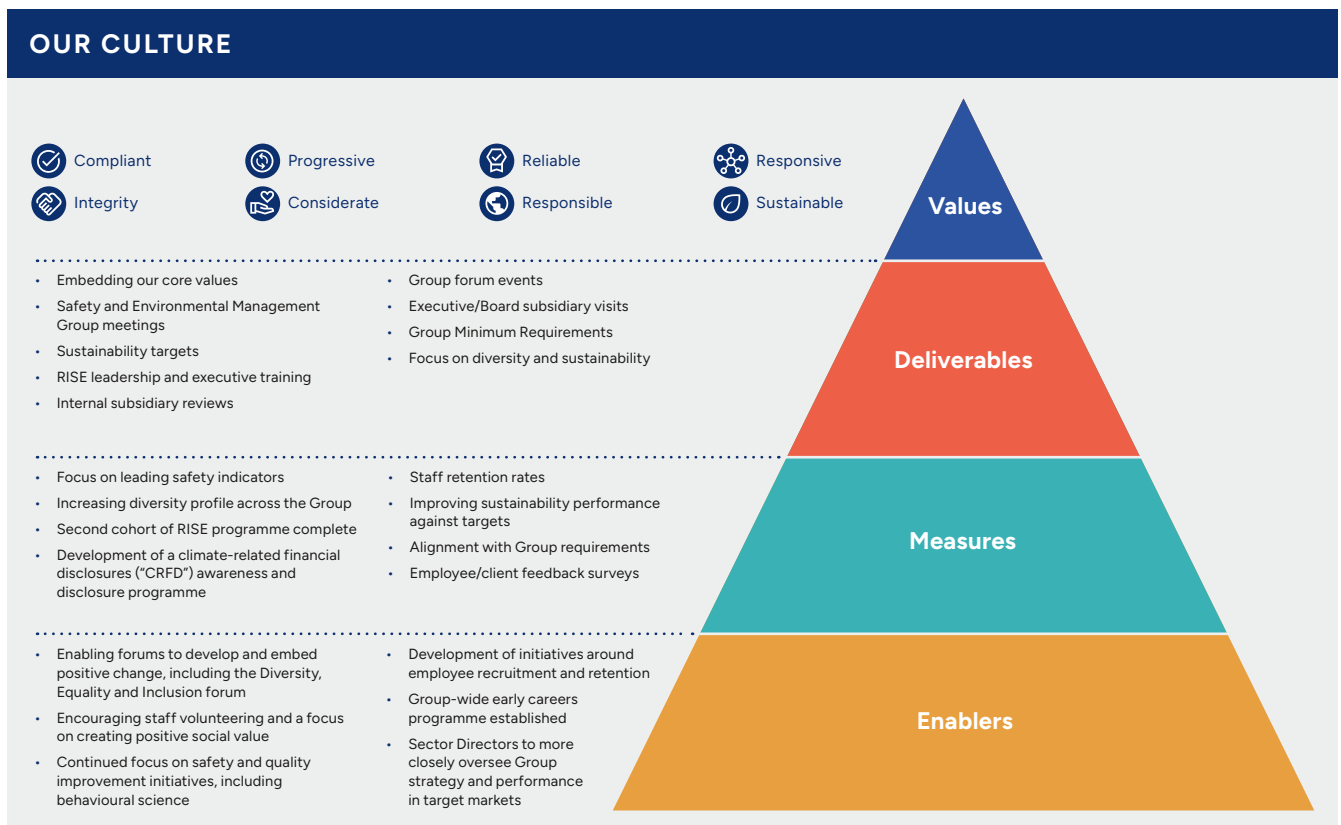 OUR CULTURE
Compliant
Progressive
Reliable
Responsive
Integrity
Considerate
Responsible
Sustainable
Values
• Embedding our core values
• Safety and Environmental Management
Group meetings
• Sustainability targets
• RISE leadership and executive training
• Internal subsidiary reviews
• Group forum events
• Executive/Board subsidiary visits
• Group Minimum Requirements
• Focus on diversity and sustainability
Deliverables
• Focus on leading safety indicators
• Increasing diversity profile across the Group
• Second cohort of RISE programme complete
• Development of a climate-related financial
disclosures (“CRFD”) awareness and
disclosure programme
• Staff retention rates
• Improving sustainability performance
against targets
• Alignment with Group requirements
• Employee/client feedback surveys
Measures
• Enabling forums to develop and embed
positive change, including the Diversity,
Equality and Inclusion forum
• Encouraging staff volunteering and a focus
on creating positive social value
• Continued focus on safety and quality
improvement initiatives, including
behavioural science
• Development of initiatives around
employee recruitment and retention
• Group-wide early careers
programme established
• Sector Directors to more
closely oversee Group
strategy and performance
in target markets
Enablers